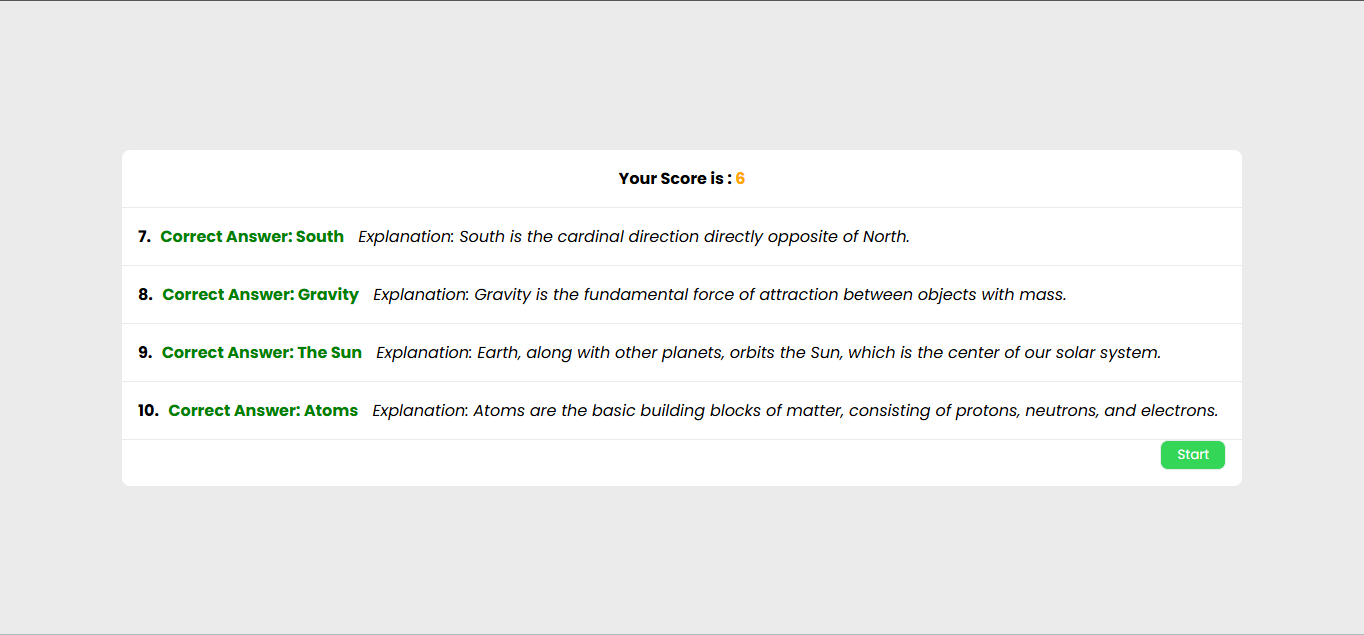 Your Score is : 6
7. Correct Answer: South Explanation: South is the cardinal direction directly opposite of North.
8. Correct Answer: Gravity Explanation: Gravity is the fundamental force of attraction between objects with mass.
9. Correct Answer: The Sun Explanation: Earth, along with other planets, orbits the Sun, which is the center of our solar system.
10. Correct Answer: Atoms Explanation: Atoms are the basic building blocks of matter, consisting of protons, neutrons, and electrons.
Start